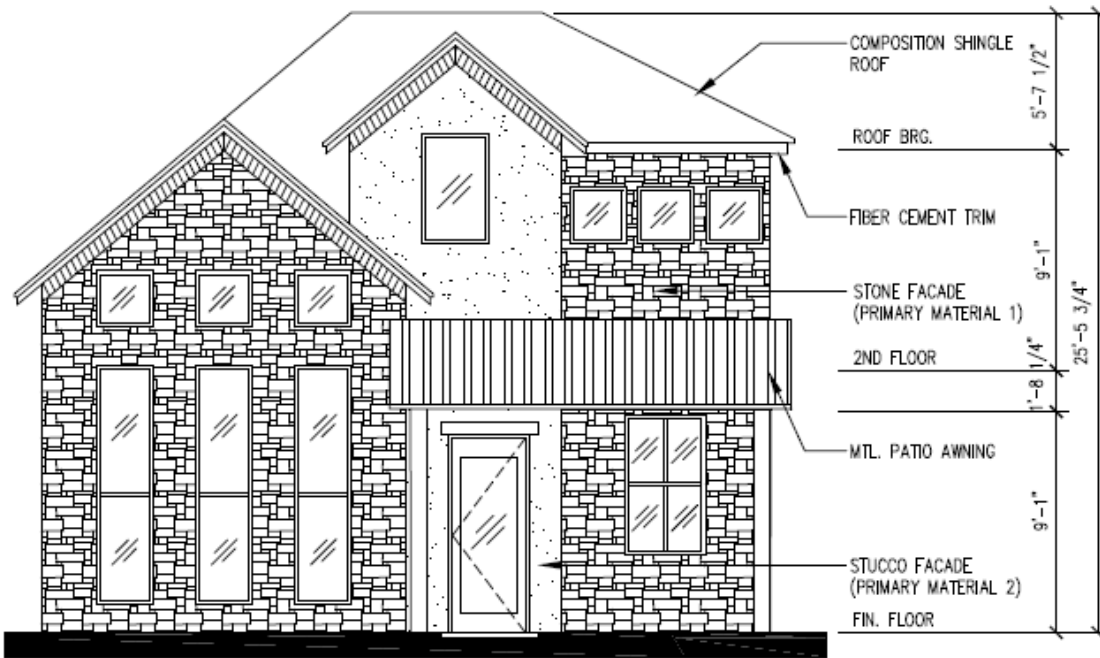 COMPOSITION SHINGLE
ROOF
5'-7 1/2"
ROOF BRG.
FIBER CEMENT TRIM
9'-1"
STONE FACADE
(PRIMARY MATERIAL 1)
25'-5 3/4"
2ND FLOOR
1'-8 1/4"
MTL. PATIO AWNING
9'-1"
STUCCO FACADE
(PRIMARY MATERIAL 2)
FIN. FLOOR